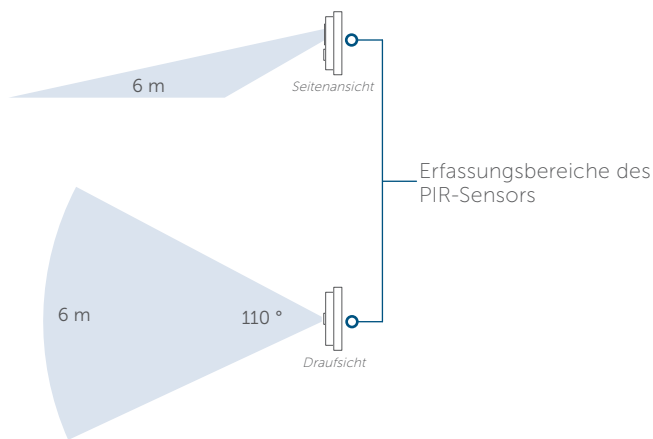 6 m
Seitenansicht
Erfassungsbereiche des
PIR-Sensors
6 m
110 °
Draufsicht